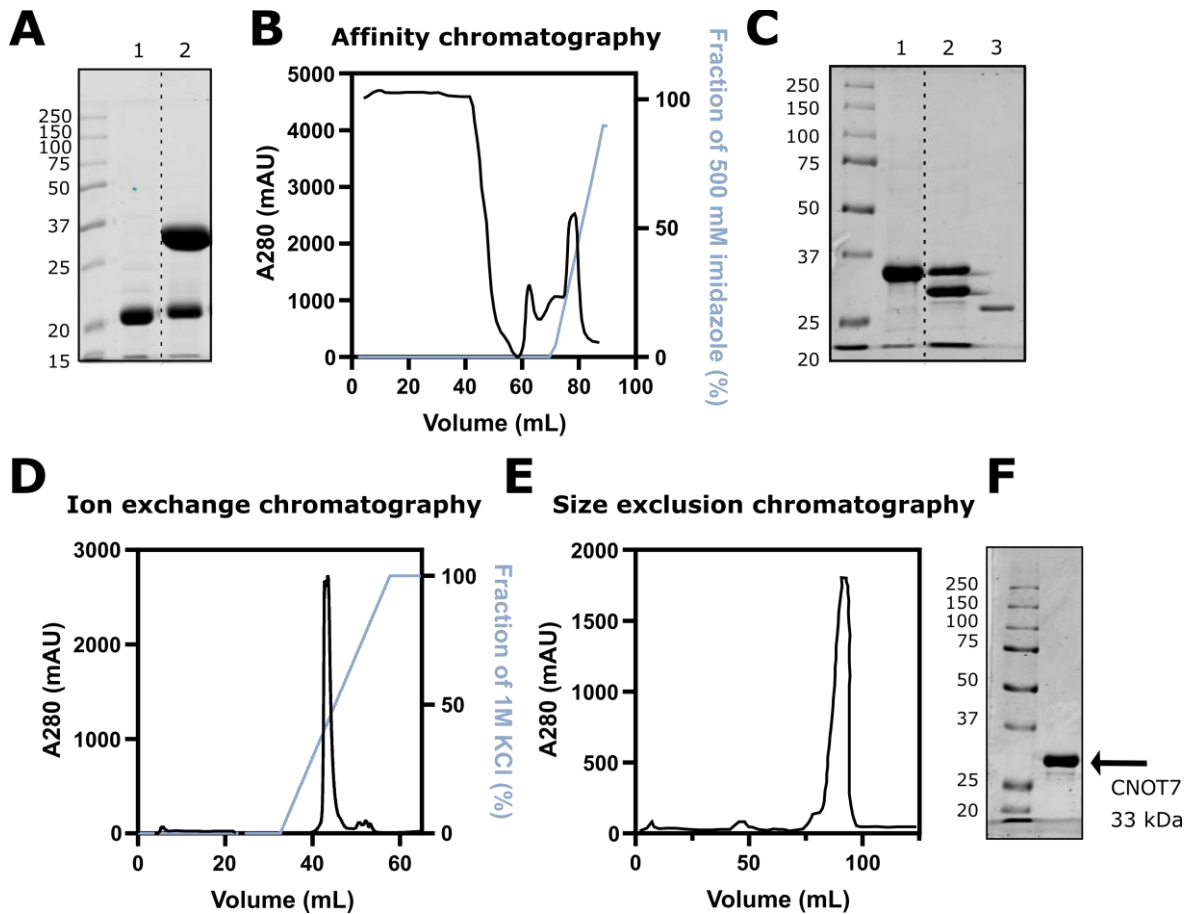 A
1 2
250
150
100
75
50
37
25
20
15
B
Affinity chromatography
5000
4000
3000
2000
1000
0
A280 (mAU)
0 20 40 60 80 100
Volume (mL)
100
50
0
Fraction of 500 mM imidazole (%)
C
1 2 3
250
150
100
75
50
37
25
20
D
Ion exchange chromatography
3000
2000
1000
0
A280 (mAU)
0 20 40 60
Volume (mL)
100
50
0
Fraction of 1M KCl (%)
E
Size exclusion chromatography
2000
1500
1000
500
0
A280 (mAU)
0 50 100
Volume (mL)
F
250
150
100
75
50
37
25
20
CNOT7
33 kDa